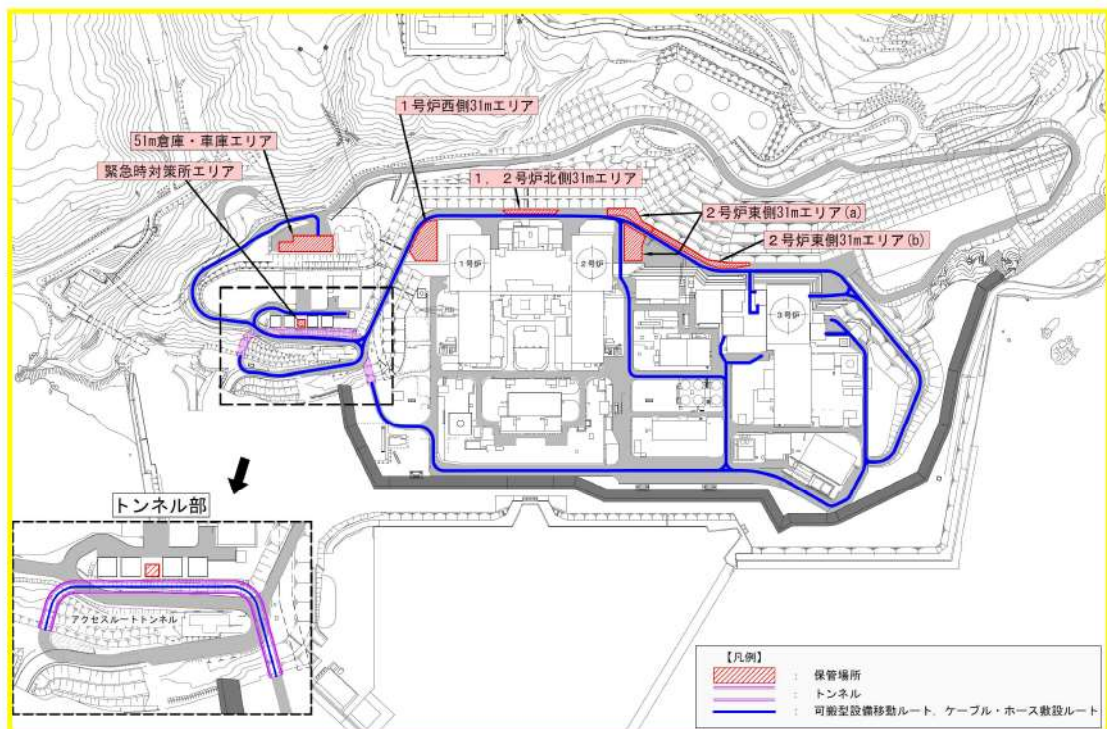 1号炉西側31mエリア
51m倉庫・車庫エリア
緊急時対策所エリア
1，2号炉北側31mエリア
2号炉東側31mエリア(a)
2号炉東側31mエリア(b)
1号炉
2号炉
3号炉
トンネル部
アクセスルートトンネル
【凡例】
： 保管場所
： トンネル
： 可搬型設備移動ルート，ケーブル・ホース敷設ルート